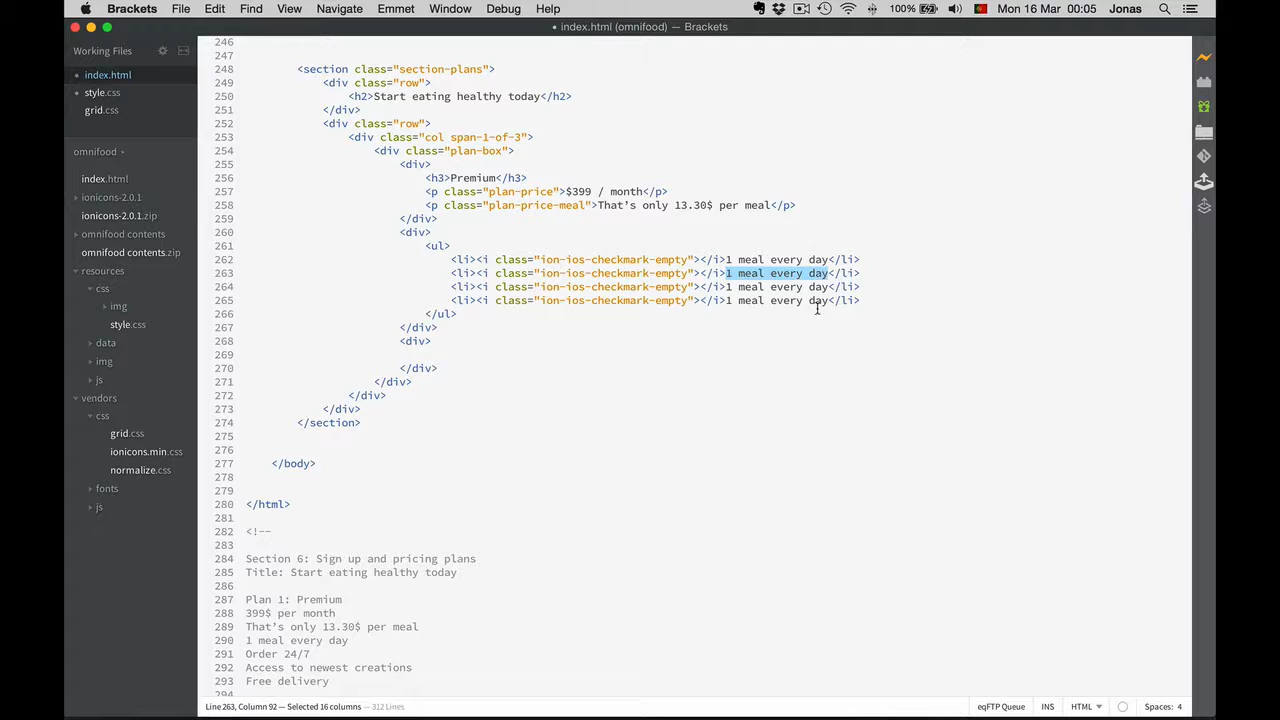 Brackets File Edit Find View Navigate Emmet Window Debug Help 100% Mon 16 Mar 00:05 Jonas
• index.html (omnifood) — Brackets
Working Files
index.html
style.css
grid.css
omnifood
index.html
ionicons-2.0.1
ionicons-2.0.1.zip
omnifood contents
omnifood contents.zip
resources
css
img
style.css
data
img
js
vendors
css
grid.css
ionicons.min.css
normalize.css
fonts
js
246
247
248 <section class="section-plans">
249 <div class="row">
250 <h2>Start eating healthy today</h2>
251 </div>
252 <div class="row">
253 <div class="col span-1-of-3">
254 <div class="plan-box">
255 <div>
256 <h3>Premium</h3>
257 <p class="plan-price">$399 / month</p>
258 <p class="plan-price-meal">That’s only 13.30$ per meal</p>
259 </div>
260 <div>
261 <ul>
262 <li><i class="ion-ios-checkmark-empty"></i>1 meal every day</li>
263 <li><i class="ion-ios-checkmark-empty"></i>1 meal every day</li>
264 <li><i class="ion-ios-checkmark-empty"></i>1 meal every day</li>
265 <li><i class="ion-ios-checkmark-empty"></i>1 meal every day</li>
266 </ul>
267 </div>
268 <div>
269
270 </div>
271 </div>
272 </div>
273 </div>
274 </section>
275
276
277 </body>
278
279
280 </html>
281
282 <!--
283
284 Section 6: Sign up and pricing plans
285 Title: Start eating healthy today
286
287 Plan 1: Premium
288 399$ per month
289 That’s only 13.30$ per meal
290 1 meal every day
291 Order 24/7
292 Access to newest creations
293 Free delivery
294
Line 263, Column 92 — Selected 16 columns — 312 Lines eqFTP Queue INS HTML Spaces: 4